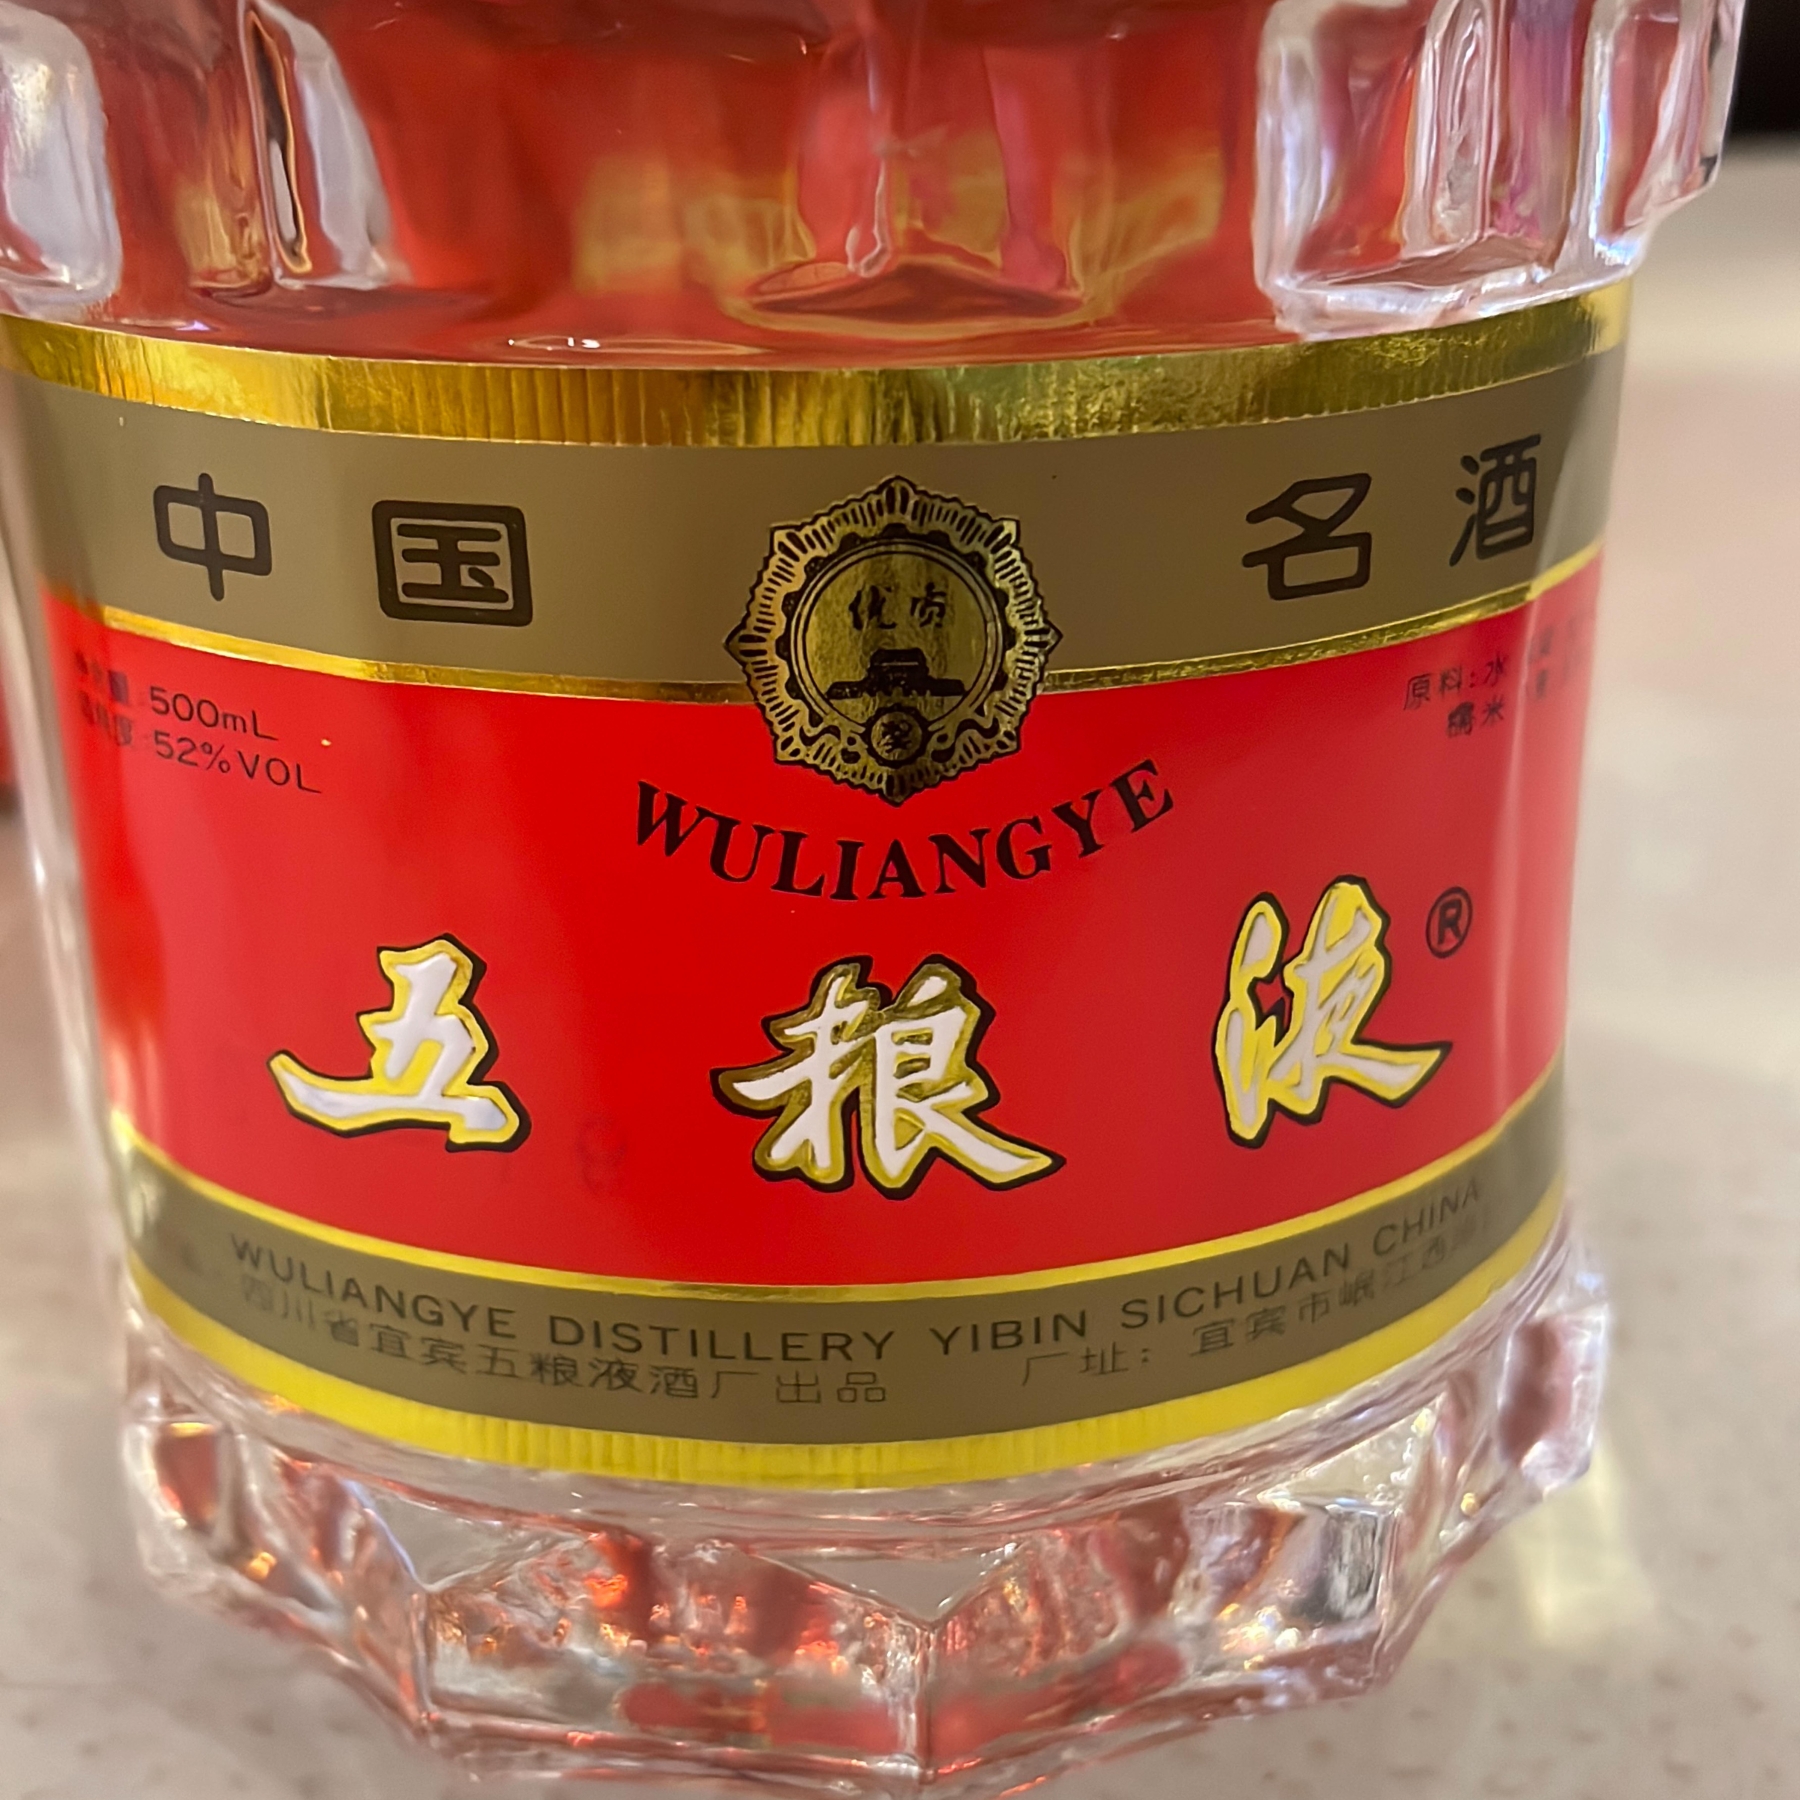 中国名酒
优质
500mL
52%VOL
原料:水
糯米
WULIANGYE
五粮液®
WULIANGYE DISTILLERY YIBIN SICHUAN CHINA
四川省宜宾五粮液酒厂出品 厂址:宜宾市岷江西